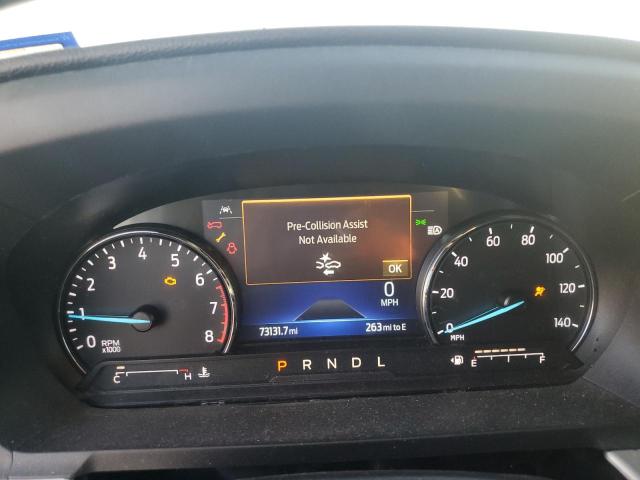 Pre-Collision Assist
Not Available
OK
0
MPH
73131.7 mi
263 mi to E
0 1 2 3 4 5 6 7 8
RPM
x1000
0 20 40 60 80 100 120 140
MPH
C H
P R N D L
E F